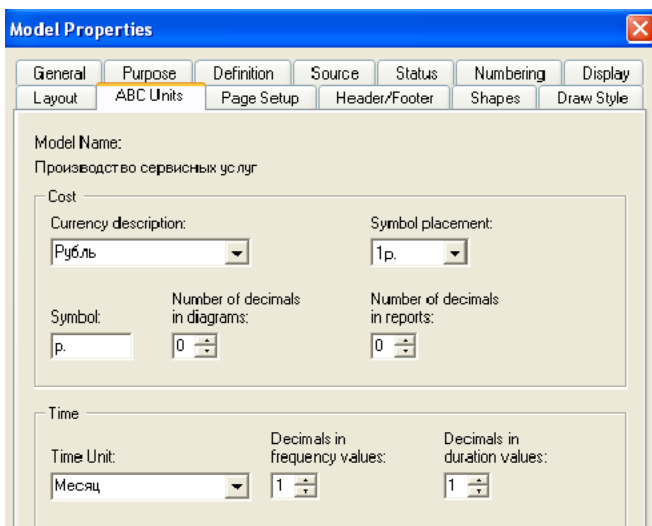 Model Properties
General Purpose Definition Source Status Numbering Display
Layout ABC Units Page Setup Header/Footer Shapes Draw Style
Model Name:
Производство сервисных услуг
Cost
Currency description: Symbol placement:
Рубль 1р.
Number of decimals Number of decimals
Symbol: in diagrams: in reports:
р. 0 0
Time
Decimals in Decimals in
Time Unit: frequency values: duration values:
Месяц 1 1